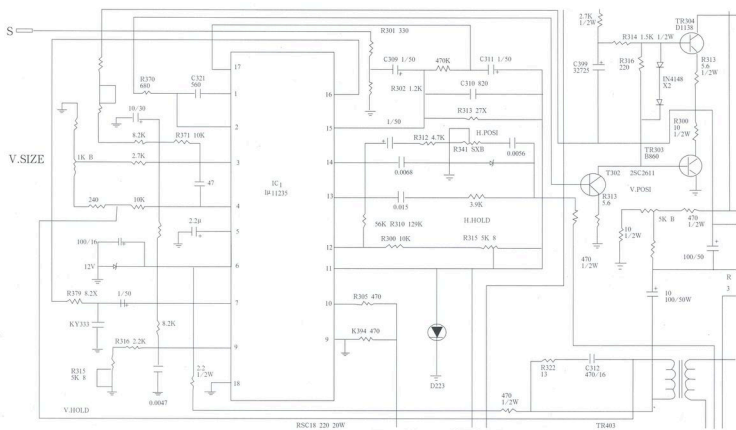 S
R301 330
C309 1/50
470K
C311 1/50
C310 820
R302 1.2K
R313 27X
1/50
R370
680
C321
560
10/30
8.2K
R371 10K
2.7K
1K B
V.SIZE
47
240
10K
2.2µ
100/16
12V
R379 8.2X
1/50
KY333
R316 2.2K
8.2K
R315
5K 8
0.0047
V.HOLD
2.2
1/2W
17
1
2
3
4
5
6
7
9
18
IC1
16
15
14
13
12
11
10
9
R312 4.7K
H.POSI
R341 SXB
0.0056
0.0068
0.015
3.9K
56K R310 129K
H.HOLD
R300 10K
R315 5K 8
R305 470
K394 470
D223
RSC18 220 20W
470
1/2W
R322
13
C312
470/16
TR403
2.7K
1/2W
R314 1.5K 1/2W
TR304
D1138
C399
32725
R316
220
IN4148
X2
R313
5.6
1/2W
R300
10
1/2W
TR303
B860
T302
2SC2611
V.POSI
R313
5.6
5K B
470
1/2W
10
1/2W
470
1/2W
100/50
10
100/50W
R
3